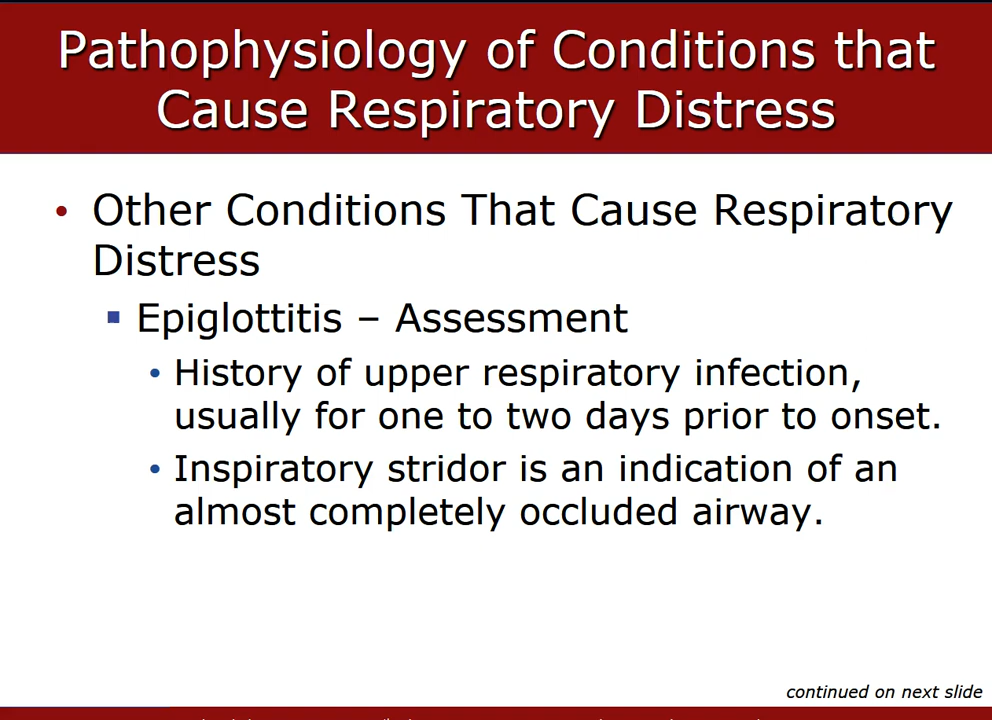 Pathophysiology of Conditions that
Cause Respiratory Distress
• Other Conditions That Cause Respiratory
Distress
▪ Epiglottitis – Assessment
• History of upper respiratory infection,
usually for one to two days prior to onset.
• Inspiratory stridor is an indication of an
almost completely occluded airway.
continued on next slide